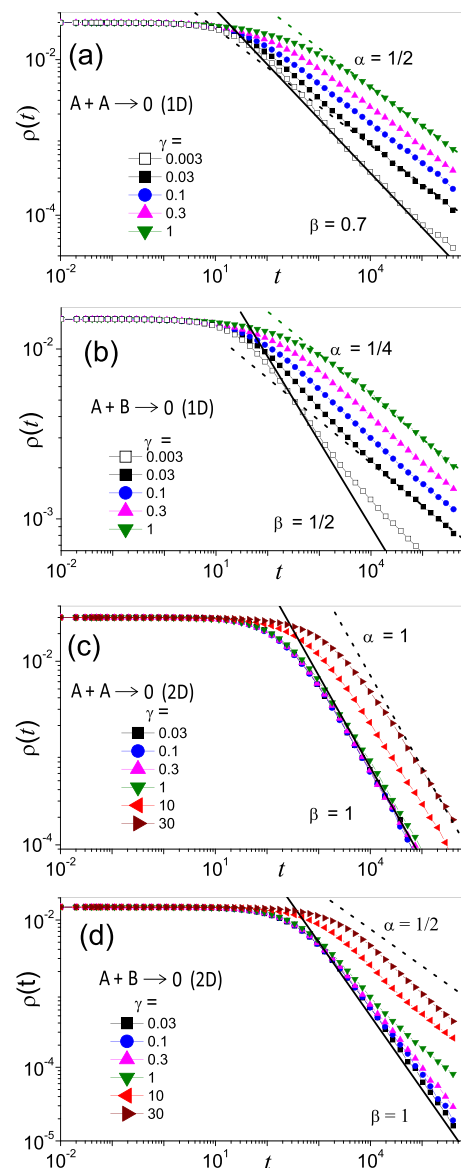 10^-2
(a)
α = 1/2
ρ(t)
A + A → 0 (1D)
γ =
0.003
0.03
0.1
0.3
1
10^-4
β = 0.7
10^-2 10^1 t 10^4
10^-2
(b)
α = 1/4
ρ(t)
A + B → 0 (1D)
γ =
0.003
0.03
0.1
0.3
1
10^-3
β = 1/2
10^-2 10^1 t 10^4
10^-2
(c)
α = 1
ρ(t)
A + A → 0 (2D)
γ =
0.03
0.1
0.3
1
10
30
β = 1
10^-4
10^-2 10^1 t 10^4
10^-2
(d)
α = 1/2
ρ(t)
A + B → 0 (2D)
γ =
0.03
0.1
0.3
1
10
30
10^-4
β = 1
10^-5
10^-2 10^1 t 10^4